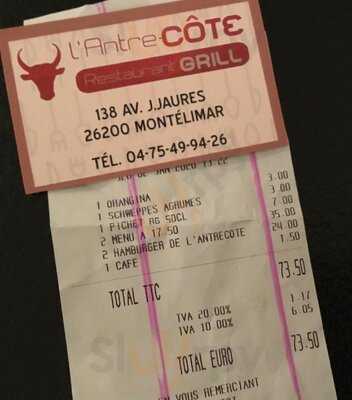 L'Antre-CÔTE
Restaurant GRILL
138 AV. J.JAURES
26200 MONTÉLIMAR
TÉL. 04-75-49-94-26
1 ORANGINA 3.00
1 SCHWEPPES AGRUMES 3.00
1 PICHET RG 50CL 7.00
2 MENU A 17.50 35.00
2 HAMBURGER DE L'ANTRECOTE 24.00
1 CAFE 1.50
TOTAL TTC 73.50
TVA 20.00% 1.17
TVA 10.00% 6.05
TOTAL EURO 73.50
VOUS REMERCIANT